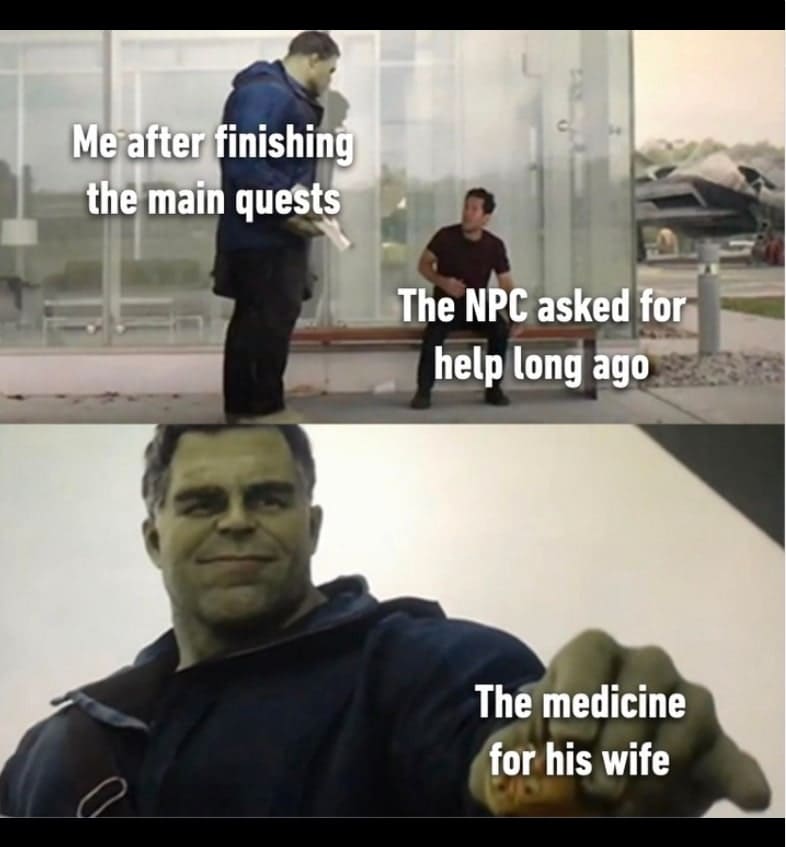 Me after finishing
the main quests
The NPC asked for
help long ago
The medicine
for his wife